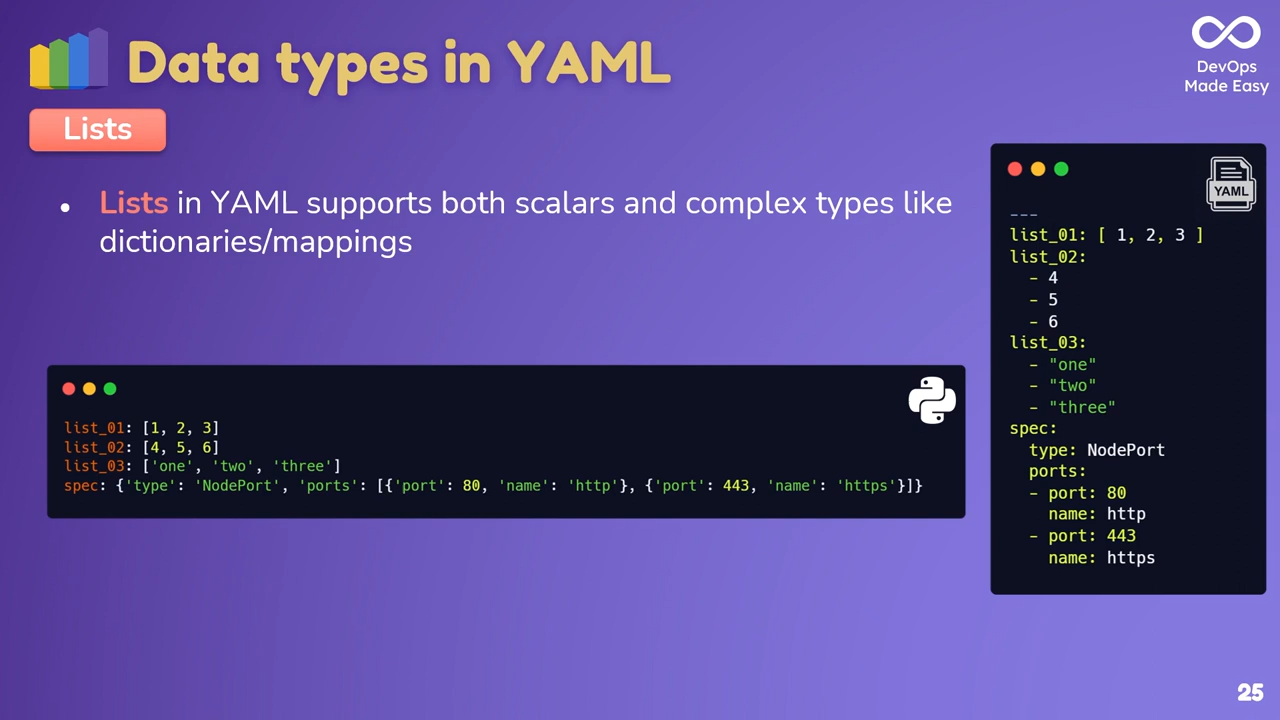 Data types in YAML
DevOps
Made Easy
Lists
• Lists in YAML supports both scalars and complex types like
dictionaries/mappings
list_01: [1, 2, 3]
list_02: [4, 5, 6]
list_03: ['one', 'two', 'three']
spec: {'type': 'NodePort', 'ports': [{'port': 80, 'name': 'http'}, {'port': 443, 'name': 'https'}]}
YAML
---
list_01: [ 1, 2, 3 ]
list_02:
  - 4
  - 5
  - 6
list_03:
  - "one"
  - "two"
  - "three"
spec:
  type: NodePort
  ports:
  - port: 80
    name: http
  - port: 443
    name: https
25